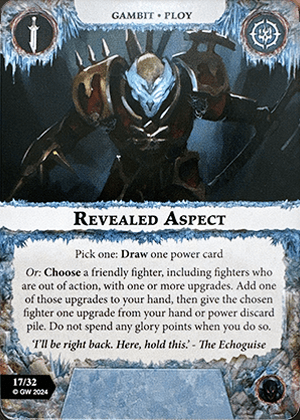 GAMBIT • PLOY
REVEALED ASPECT
Pick one: Draw one power card
Or: Choose a friendly fighter, including fighters who
are out of action, with one or more upgrades. Add one
of those upgrades to your hand, then give the chosen
fighter one upgrade from your hand or power discard
pile. Do not spend any glory points when you do so.
'I'll be right back. Here, hold this.' - The Echoguise
17/32
© GW 2024